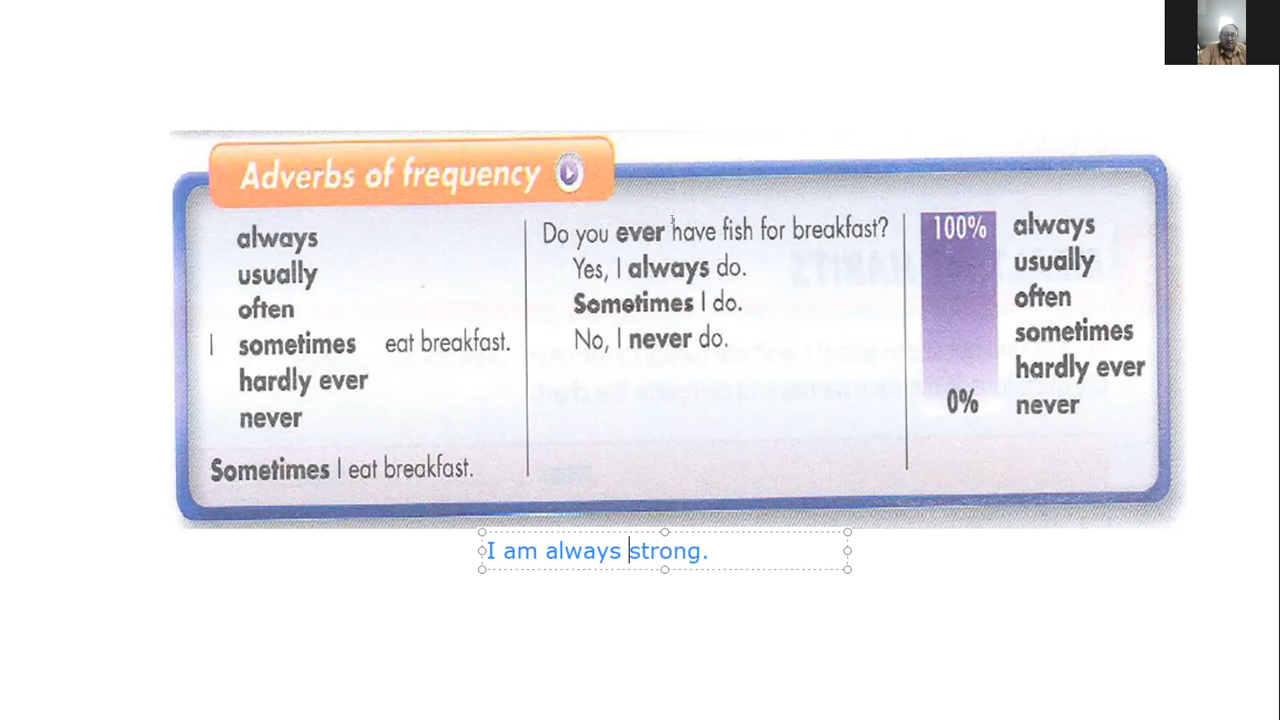 Adverbs of frequency
always
usually
often
I sometimes eat breakfast.
hardly ever
never
Sometimes I eat breakfast.
Do you ever have fish for breakfast?
Yes, I always do.
Sometimes I do.
No, I never do.
100% always
usually
often
sometimes
hardly ever
0% never
I am always strong.